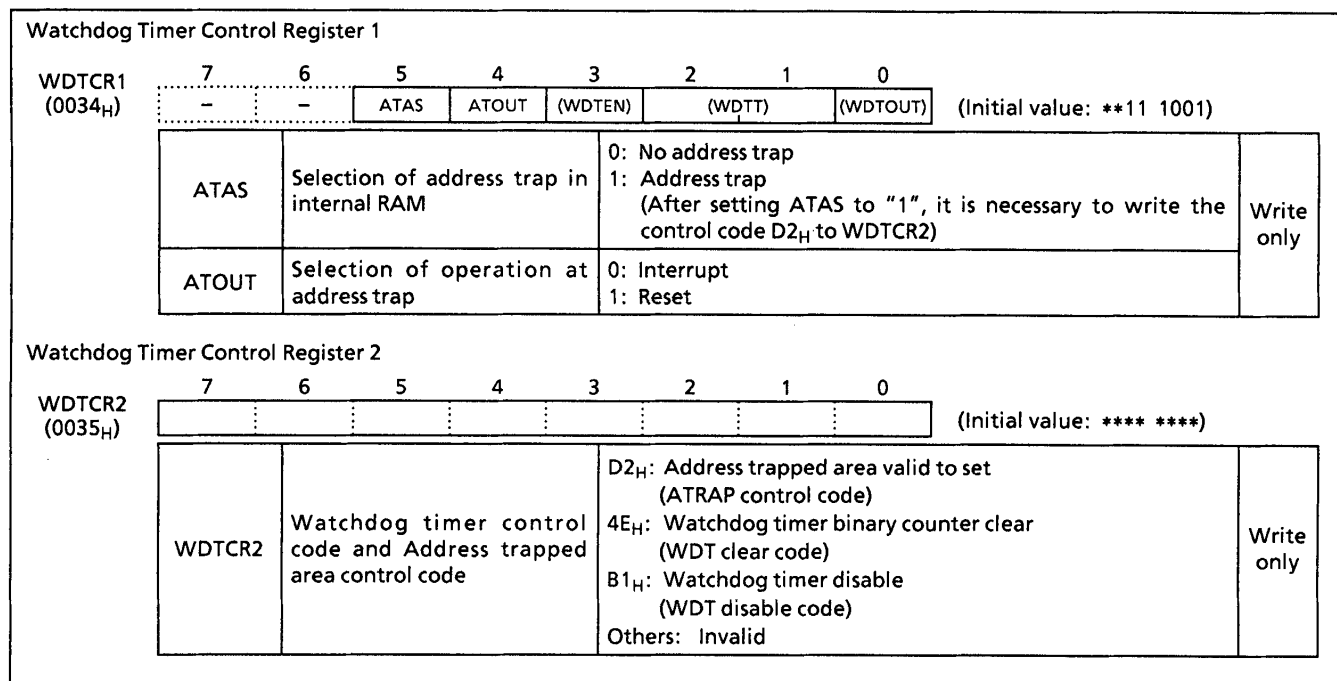 Watchdog Timer Control Register 1
7 6 5 4 3 2 1 0
WDTCR1
(0034H)
– – ATAS ATOUT (WDTEN) (WDTT) (WDTOUT) (Initial value: **11 1001)
ATAS
Selection of address trap in
internal RAM
0: No address trap
1: Address trap
(After setting ATAS to "1", it is necessary to write the
control code D2H to WDTCR2)
Write
only
ATOUT
Selection of operation at
address trap
0: Interrupt
1: Reset
Watchdog Timer Control Register 2
7 6 5 4 3 2 1 0
WDTCR2
(0035H)
(Initial value: **** ****)
WDTCR2
Watchdog timer control
code and Address trapped
area control code
D2H: Address trapped area valid to set
(ATRAP control code)
4EH: Watchdog timer binary counter clear
(WDT clear code)
B1H: Watchdog timer disable
(WDT disable code)
Others: Invalid
Write
only